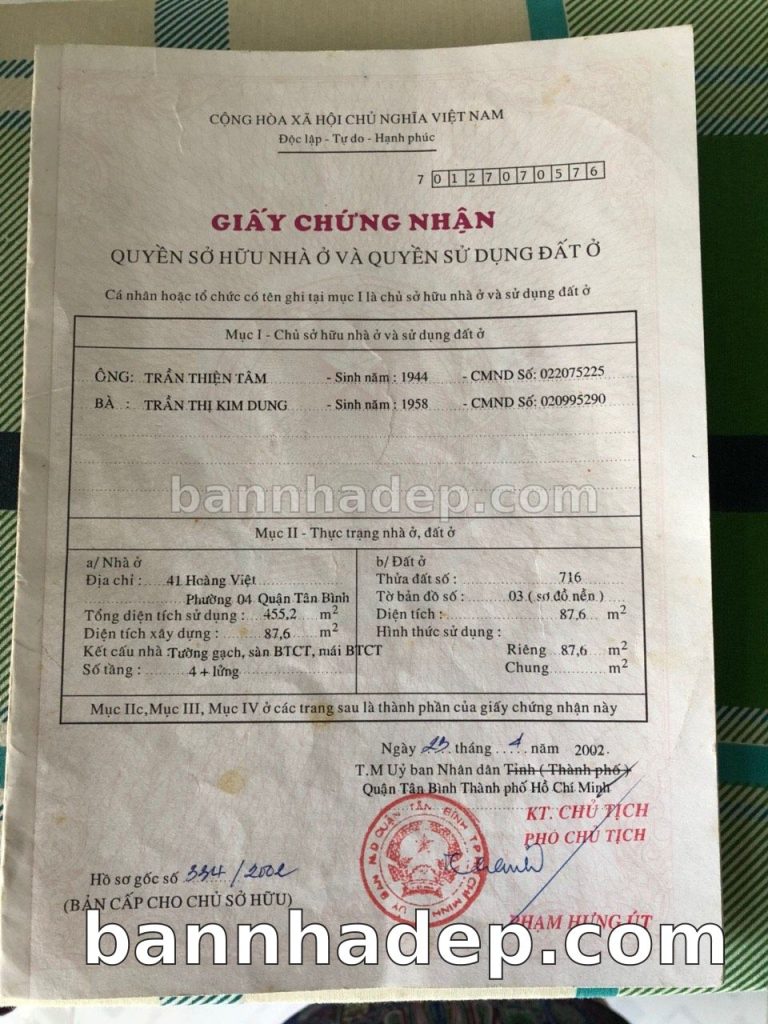 CỘNG HÒA XÃ HỘI CHỦ NGHĨA VIỆT NAM
Độc lập - Tự do - Hạnh phúc
7 0127070576
GIẤY CHỨNG NHẬN
QUYỀN SỞ HỮU NHÀ Ở VÀ QUYỀN SỬ DỤNG ĐẤT Ở
Cá nhân hoặc tổ chức có tên ghi tại mục I là chủ sở hữu nhà ở và sử dụng đất ở
Mục I - Chủ sở hữu nhà ở và sử dụng đất ở
ÔNG: TRẦN THIỆN TÂM - Sinh năm : 1944 - CMND Số: 022075225
BÀ : TRẦN THỊ KIM DUNG - Sinh năm : 1958 - CMND Số: 020995290
bannhadep.com
Mục II - Thực trạng nhà ở, đất ở
a/ Nhà ở
Địa chỉ : 41 Hoàng Việt
Phường 04 Quận Tân Bình
Tổng diện tích sử dụng : 455,2 m2
Diện tích xây dựng : 87,6 m2
Kết cấu nhà : Tường gạch, sàn BTCT, mái BTCT
Số tầng : 4 + lửng
b/ Đất ở
Thửa đất số : 716
Tờ bản đồ số : 03 ( sơ đồ nền )
Diện tích : 87,6 m2
Hình thức sử dụng :
Riêng 87,6 m2
Chung m2
Mục IIc, Mục III, Mục IV ở các trang sau là thành phần của giấy chứng nhận này
Ngày 23 tháng 4 năm 2002
T.M Uỷ ban Nhân dân Tỉnh ( Thành phố )
Quận Tân Bình Thành phố Hồ Chí Minh
KT. CHỦ TỊCH
PHÓ CHỦ TỊCH
ỦY BAN N.D QUẬN TÂN BÌNH T.P HỒ CHÍ MINH
Hồ sơ gốc số 334/2002
(BẢN CẤP CHO CHỦ SỞ HỮU)
PHẠM HÙNG ÚT
bannhadep.com